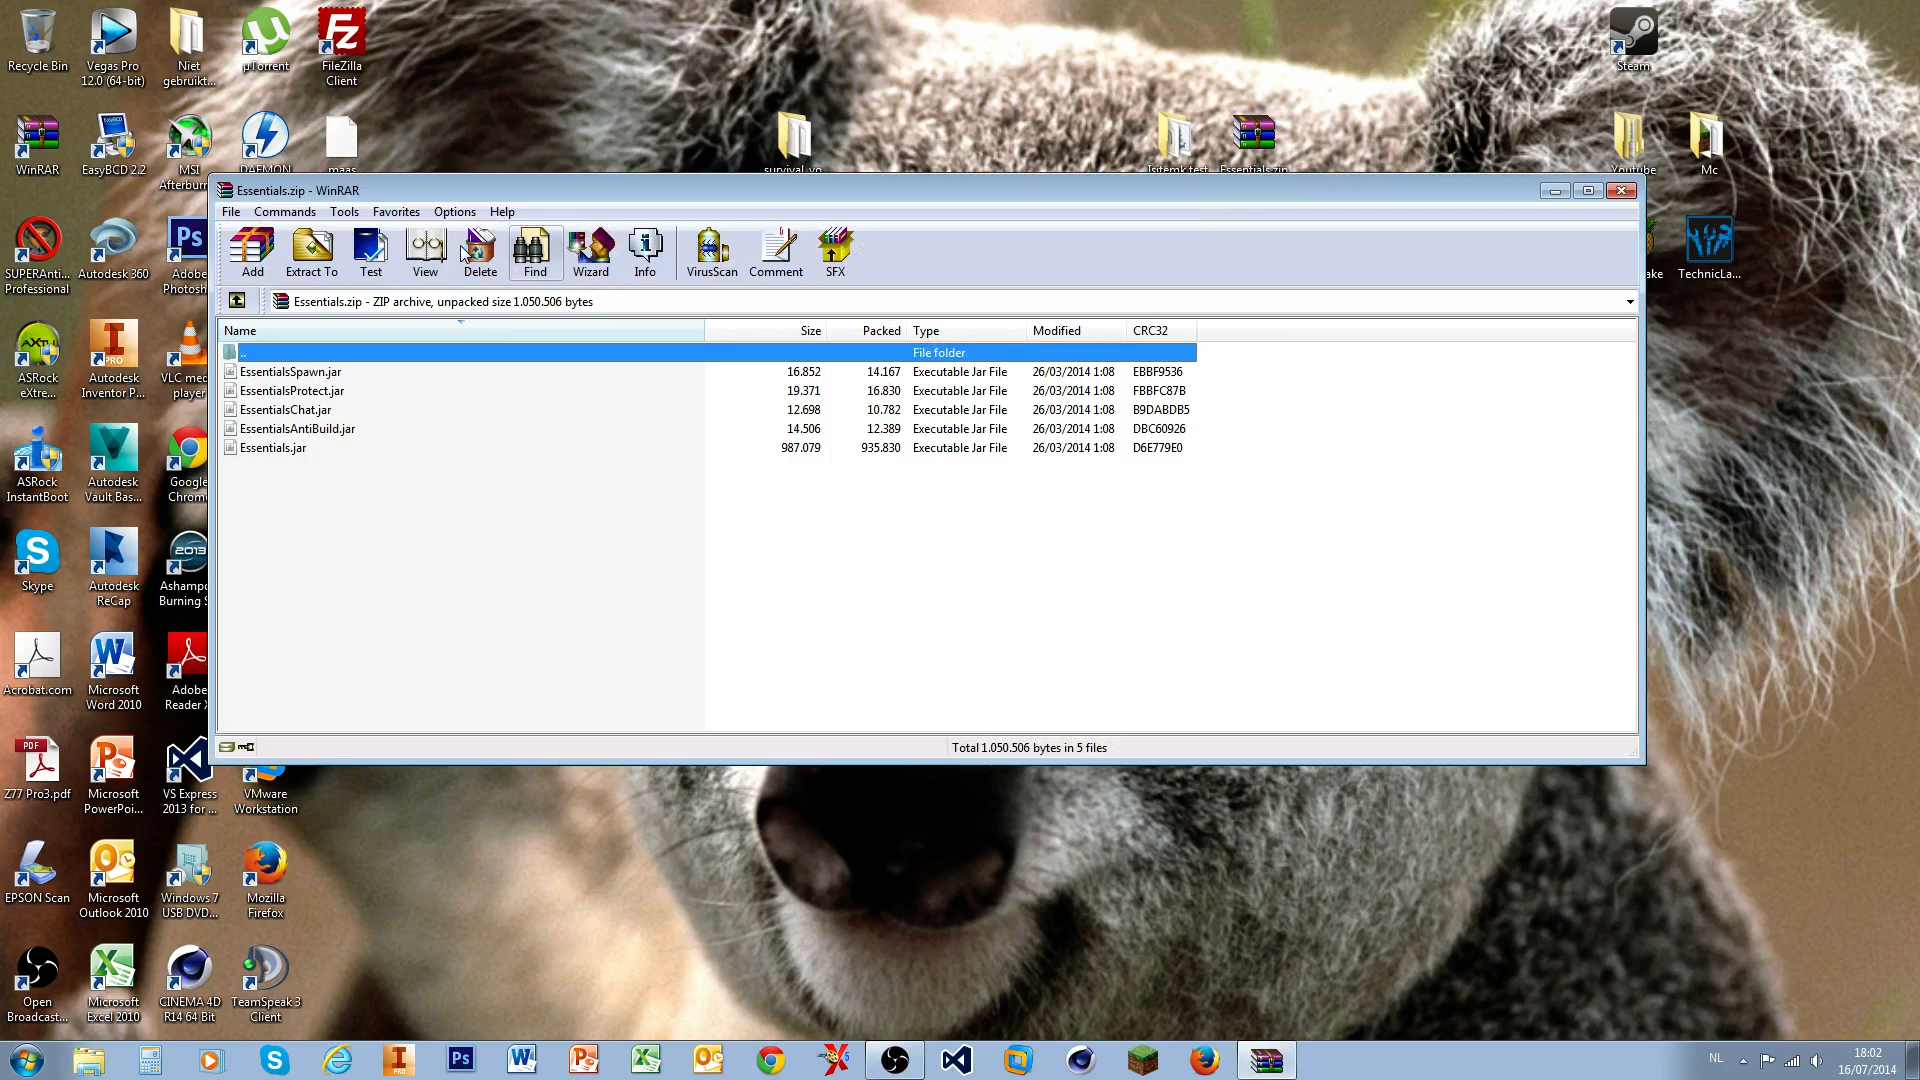 Recycle Bin
Vegas Pro
12.0 (64-bit)
Niet
gebruikt...
µTorrent
FileZilla
Client
Steam
WinRAR
EasyBCD 2.2
MSI
Afterburn
DAEMON
maas
survival_vo
Isitemk test
Essentials.zip
Youtube
Mc
Essentials.zip - WinRAR
File Commands Tools Favorites Options Help
Add Extract To Test View Delete Find Wizard Info VirusScan Comment SFX
Essentials.zip - ZIP archive, unpacked size 1.050.506 bytes
Name Size Packed Type Modified CRC32
.. File folder
EssentialsSpawn.jar 16.852 14.167 Executable Jar File 26/03/2014 1:08 EBBF9536
EssentialsProtect.jar 19.371 16.830 Executable Jar File 26/03/2014 1:08 FBBFC87B
EssentialsChat.jar 12.698 10.782 Executable Jar File 26/03/2014 1:08 B9DABDB5
EssentialsAntiBuild.jar 14.506 12.389 Executable Jar File 26/03/2014 1:08 DBC60926
Essentials.jar 987.079 935.830 Executable Jar File 26/03/2014 1:08 D6E779E0
Total 1.050.506 bytes in 5 files
SUPERAnti...
Professional
Autodesk 360
Adobe
Photosh
ake
TechnicLa...
ASRock
eXtre...
Autodesk
Inventor P...
VLC med
player
ASRock
InstantBoot
Autodesk
Vault Bas...
Google
Chrom
Skype
Autodesk
ReCap
2013
Ashampo
Burning S
Acrobat.com
Microsoft
Word 2010
Adobe
Reader X
PDF
Z77 Pro3.pdf
Microsoft
PowerPoi...
VS Express
2013 for ...
VMware
Workstation
EPSON Scan
Microsoft
Outlook 2010
Windows 7
USB DVD...
Mozilla
Firefox
Open
Broadcast...
Microsoft
Excel 2010
CINEMA 4D
R14 64 Bit
TeamSpeak 3
Client
NL
18:02
16/07/2014